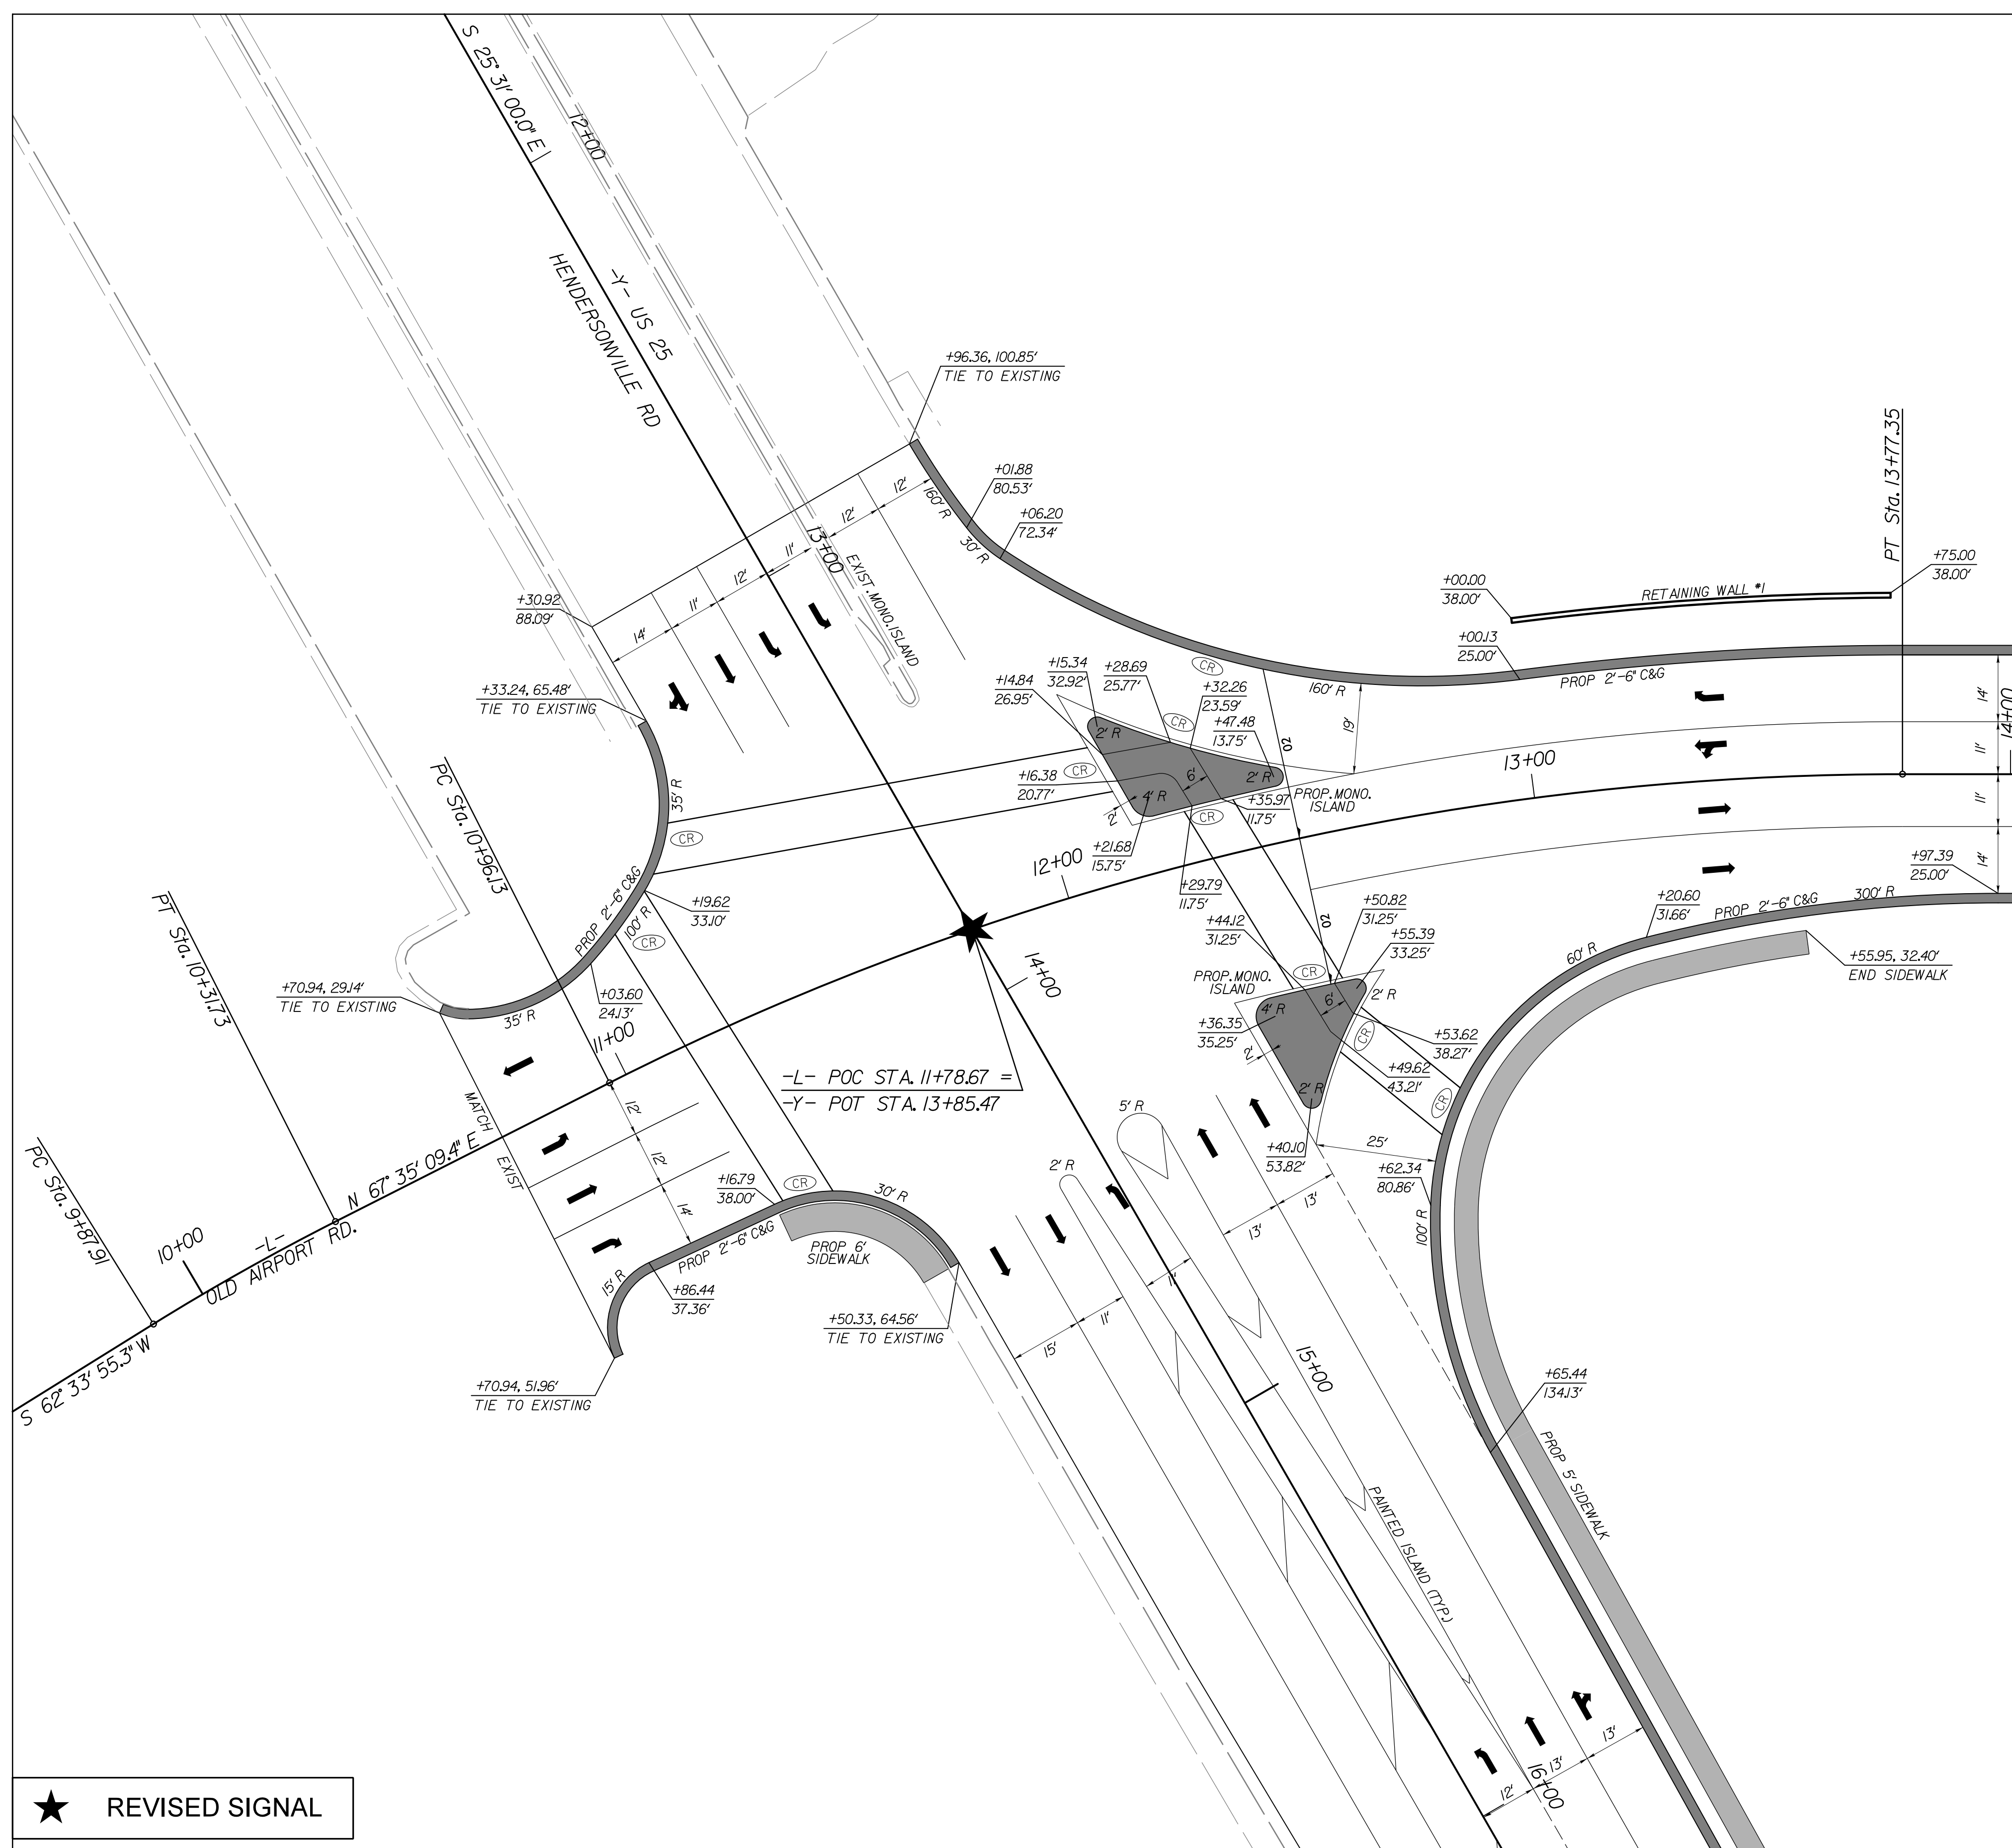 S 25° 31' 00.0" E
12+00
-Y- US 25
HENDERSONVILLE RD
+96.36, 100.85'
TIE TO EXISTING
+01.88
80.53'
160' R
+06.20
72.34'
30' R
12'
12'
11'
12'
11'
14'
13+00
EXIST. MONO. ISLAND
+30.92
88.09'
+33.24, 65.48'
TIE TO EXISTING
PT Sta. 13+77.35
+75.00
38.00'
+00.00
38.00'
RETAINING WALL #1
+00.13
25.00'
PROP 2'-6" C&G
160' R
CR
19'
14'
11'
11'
14'
14+00
13+00
+15.34
32.92'
+28.69
25.77'
+14.84
26.95'
CR
+32.26
23.59'
+47.48
13.75'
2' R
2' R
6'
4' R
2'
CR
+16.38
20.77'
PROP. MONO.
ISLAND
+35.97
11.75'
CR
+21.68
15.75'
+29.79
11.75'
20
20
12+00
35' R
CR
PC Sta. 10+96.13
PT Sta. 10+31.73
PROP 2'-6" C&G
100' R
+19.62
33.10'
CR
+70.94, 29.14'
TIE TO EXISTING
35' R
+03.60
24.13'
11+00
+44.12
31.25'
+50.82
31.25'
+55.39
33.25'
PROP. MONO.
ISLAND
CR
4' R
6'
2' R
+36.35
35.25'
2'
2' R
CR
+53.62
38.27'
+49.62
43.21'
CR
+40.10
53.82'
25'
+97.39
25.00'
+20.60
31.66'
PROP 2'-6" C&G
300' R
60' R
+55.95, 32.40'
END SIDEWALK
14+00
-L- POC STA. 11+78.67 =
-Y- POT STA. 13+85.47
MATCH EXIST
12'
12'
14'
PC Sta. 9+87.91
10+00
-L-
OLD AIRPORT RD.
N 67° 35' 09.4" E
S 62° 33' 55.3" W
+16.79
38.00'
CR
30' R
PROP 2'-6" C&G
PROP 6'
SIDEWALK
15' R
+86.44
37.36'
+50.33, 64.56'
TIE TO EXISTING
+70.94, 51.96'
TIE TO EXISTING
5' R
2' R
13'
13'
11'
11'
15'
+62.34
80.86'
100' R
15+00
+65.44
134.13'
PROP 5' SIDEWALK
PAINTED ISLAND (TYP.)
13'
13'
12'
16+00
REVISED SIGNAL